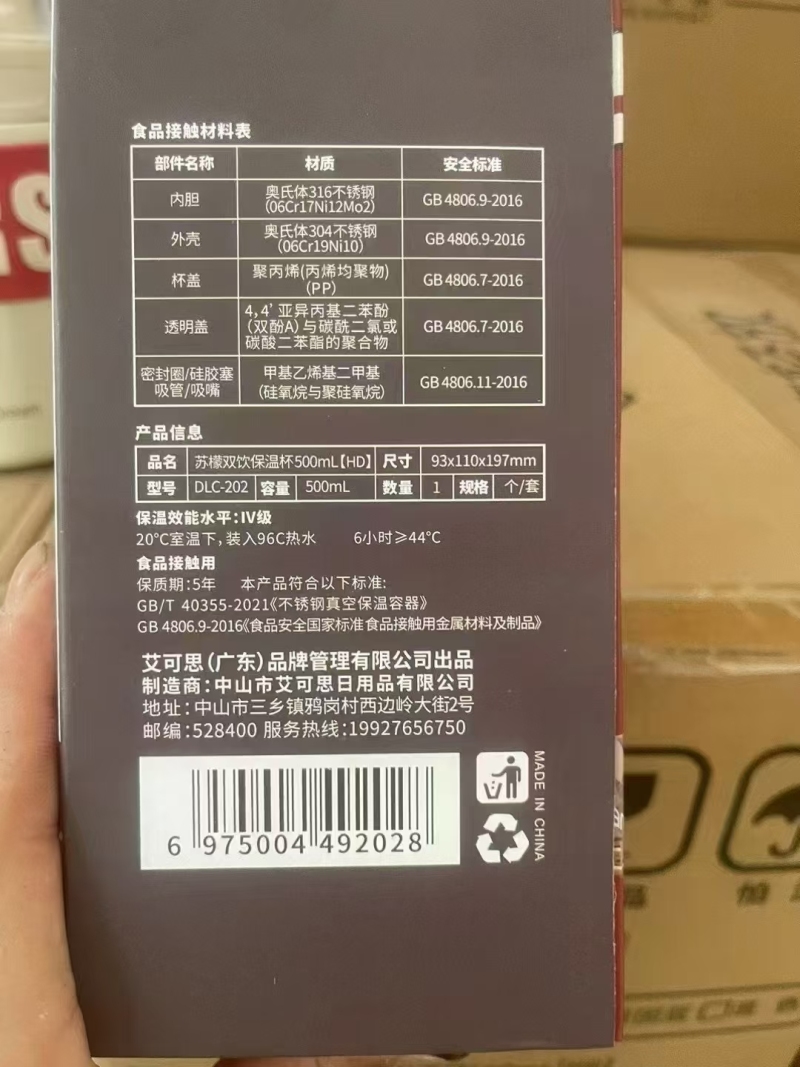 食品接触材料表
部件名称 材质 安全标准
内胆 奥氏体316不锈钢 (06Cr17Ni12Mo2) GB 4806.9-2016
外壳 奥氏体304不锈钢 (06Cr19Ni10) GB 4806.9-2016
杯盖 聚丙烯(丙烯均聚物) (PP) GB 4806.7-2016
透明盖 4,4'亚异丙基二苯酚 (双酚A)与碳酰二氯或 碳酸二苯酯的聚合物 GB 4806.7-2016
密封圈/硅胶塞 吸管/吸嘴 甲基乙烯基二甲基 (硅氧烷与聚硅氧烷) GB 4806.11-2016
产品信息
品名 苏檬双饮保温杯500mL【HD】 尺寸 93x110x197mm
型号 DLC-202 容量 500mL 数量 1 规格 个/套
保温效能水平:IV级
20°C室温下,装入96C热水 6小时≥44°C
食品接触用
保质期:5年 本产品符合以下标准:
GB/T 40355-2021《不锈钢真空保温容器》
GB 4806.9-2016《食品安全国家标准 食品接触用金属材料及制品》
艾可思(广东)品牌管理有限公司出品
制造商:中山市艾可思日用品有限公司
地址:中山市三乡镇鸦岗村西边岭大街2号
邮编:528400 服务热线:19927656750
6 975004 492028
MADE IN CHINA